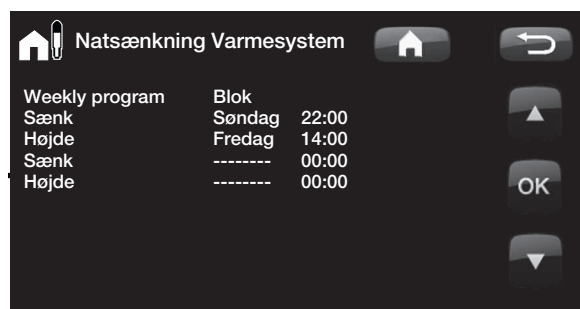 Natsænkning Varmesystem
Weekly program Blok
Sænk Søndag 22:00
Højde Fredag 14:00
Sænk -------- 00:00
Højde -------- 00:00
OK